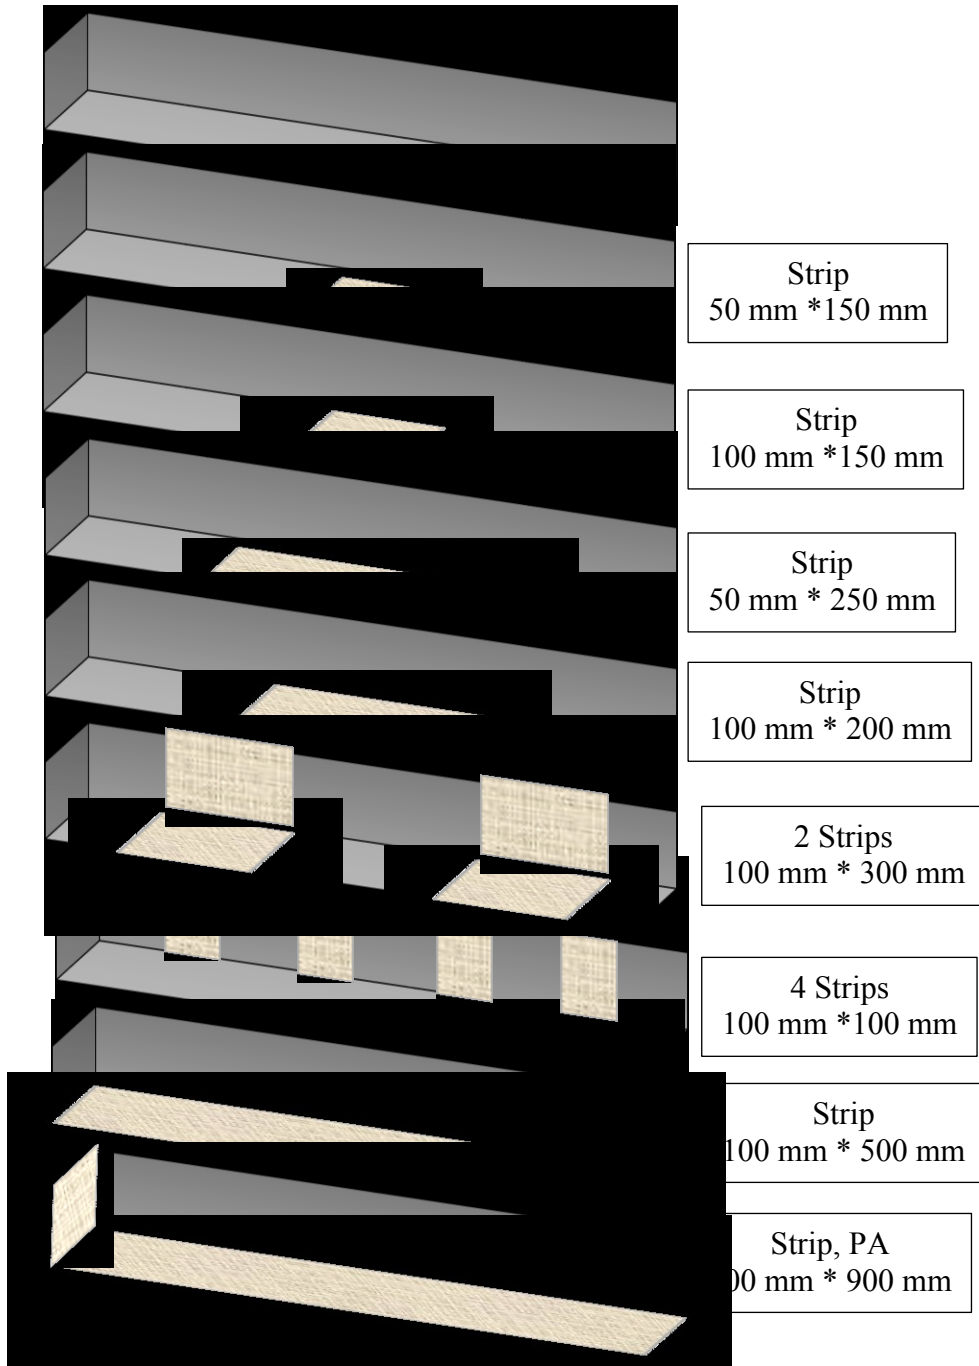 Strip
50 mm *150 mm
Strip
100 mm *150 mm
Strip
50 mm * 250 mm
Strip
100 mm * 200 mm
2 Strips
100 mm * 300 mm
4 Strips
100 mm *100 mm
Strip
100 mm * 500 mm
Strip, PA
00 mm * 900 mm